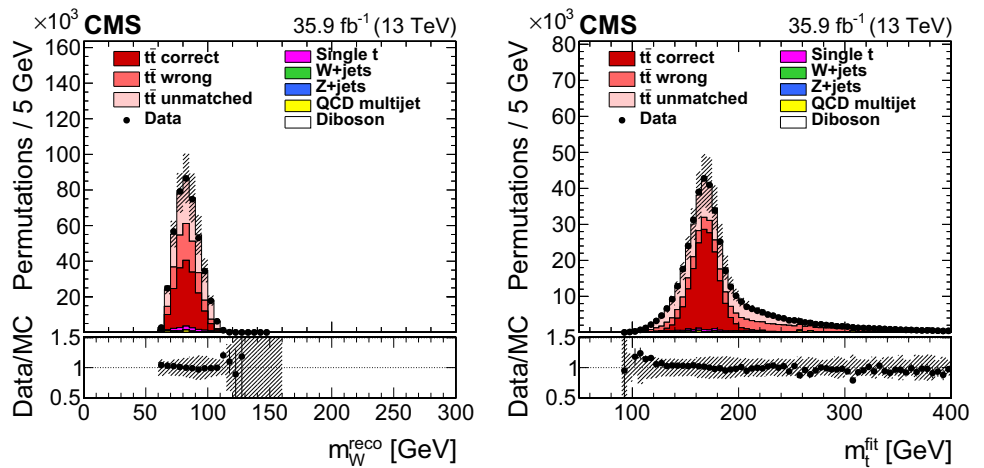 ×10³ CMS 35.9 fb⁻¹ (13 TeV)
Permutations / 5 GeV
160
140
120
100
80
60
40
20
tt̄ correct
tt̄ wrong
tt̄ unmatched
Data
Single t
W+jets
Z+jets
QCD multijet
Diboson
Data/MC
1.5
1
0.5
0 50 100 150 200 250 300
m_W^reco [GeV]
×10³ CMS 35.9 fb⁻¹ (13 TeV)
Permutations / 5 GeV
80
70
60
50
40
30
20
10
0
tt̄ correct
tt̄ wrong
tt̄ unmatched
Data
Single t
W+jets
Z+jets
QCD multijet
Diboson
Data/MC
1.5
1
0.5
100 200 300 400
m_t^fit [GeV]